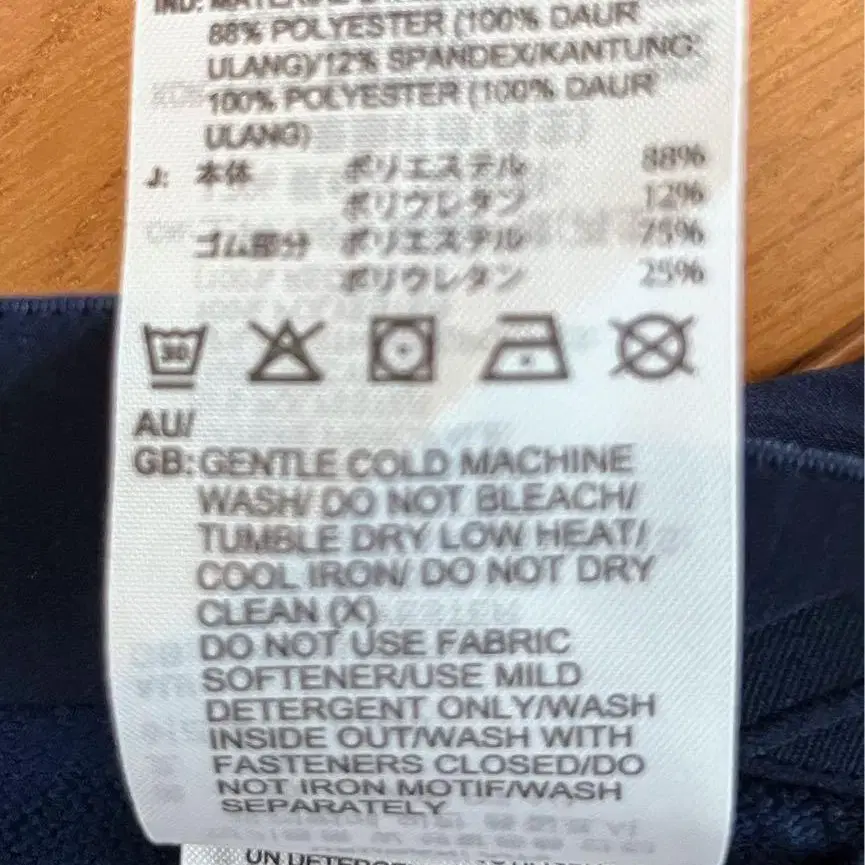 IND: MATERIAL
88% POLYESTER (100% DAUR
ULANG)/12% SPANDEX/KANTUNG:
100% POLYESTER (100% DAUR
ULANG)
J: 本体 ポリエステル 88%
ポリウレタン 12%
ゴム部分 ポリエステル 75%
ポリウレタン 25%
30
AU/
GB: GENTLE COLD MACHINE
WASH/ DO NOT BLEACH/
TUMBLE DRY LOW HEAT/
COOL IRON/ DO NOT DRY
CLEAN (X)
DO NOT USE FABRIC
SOFTENER/USE MILD
DETERGENT ONLY/WASH
INSIDE OUT/WASH WITH
FASTENERS CLOSED/DO
NOT IRON MOTIF/WASH
SEPARATELY